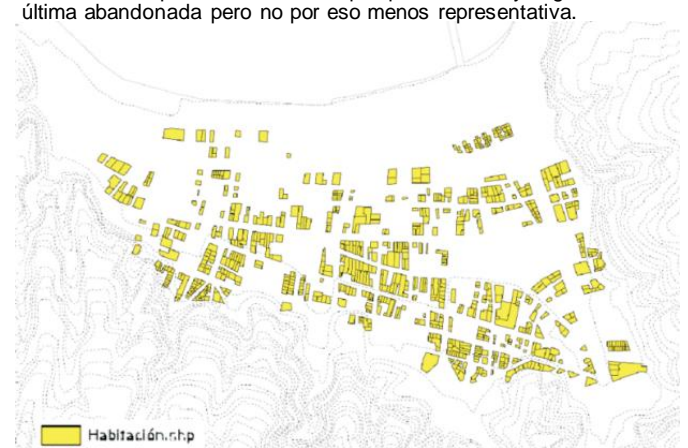 última abandonada pero no por eso menos representativa.
Habitación.shp